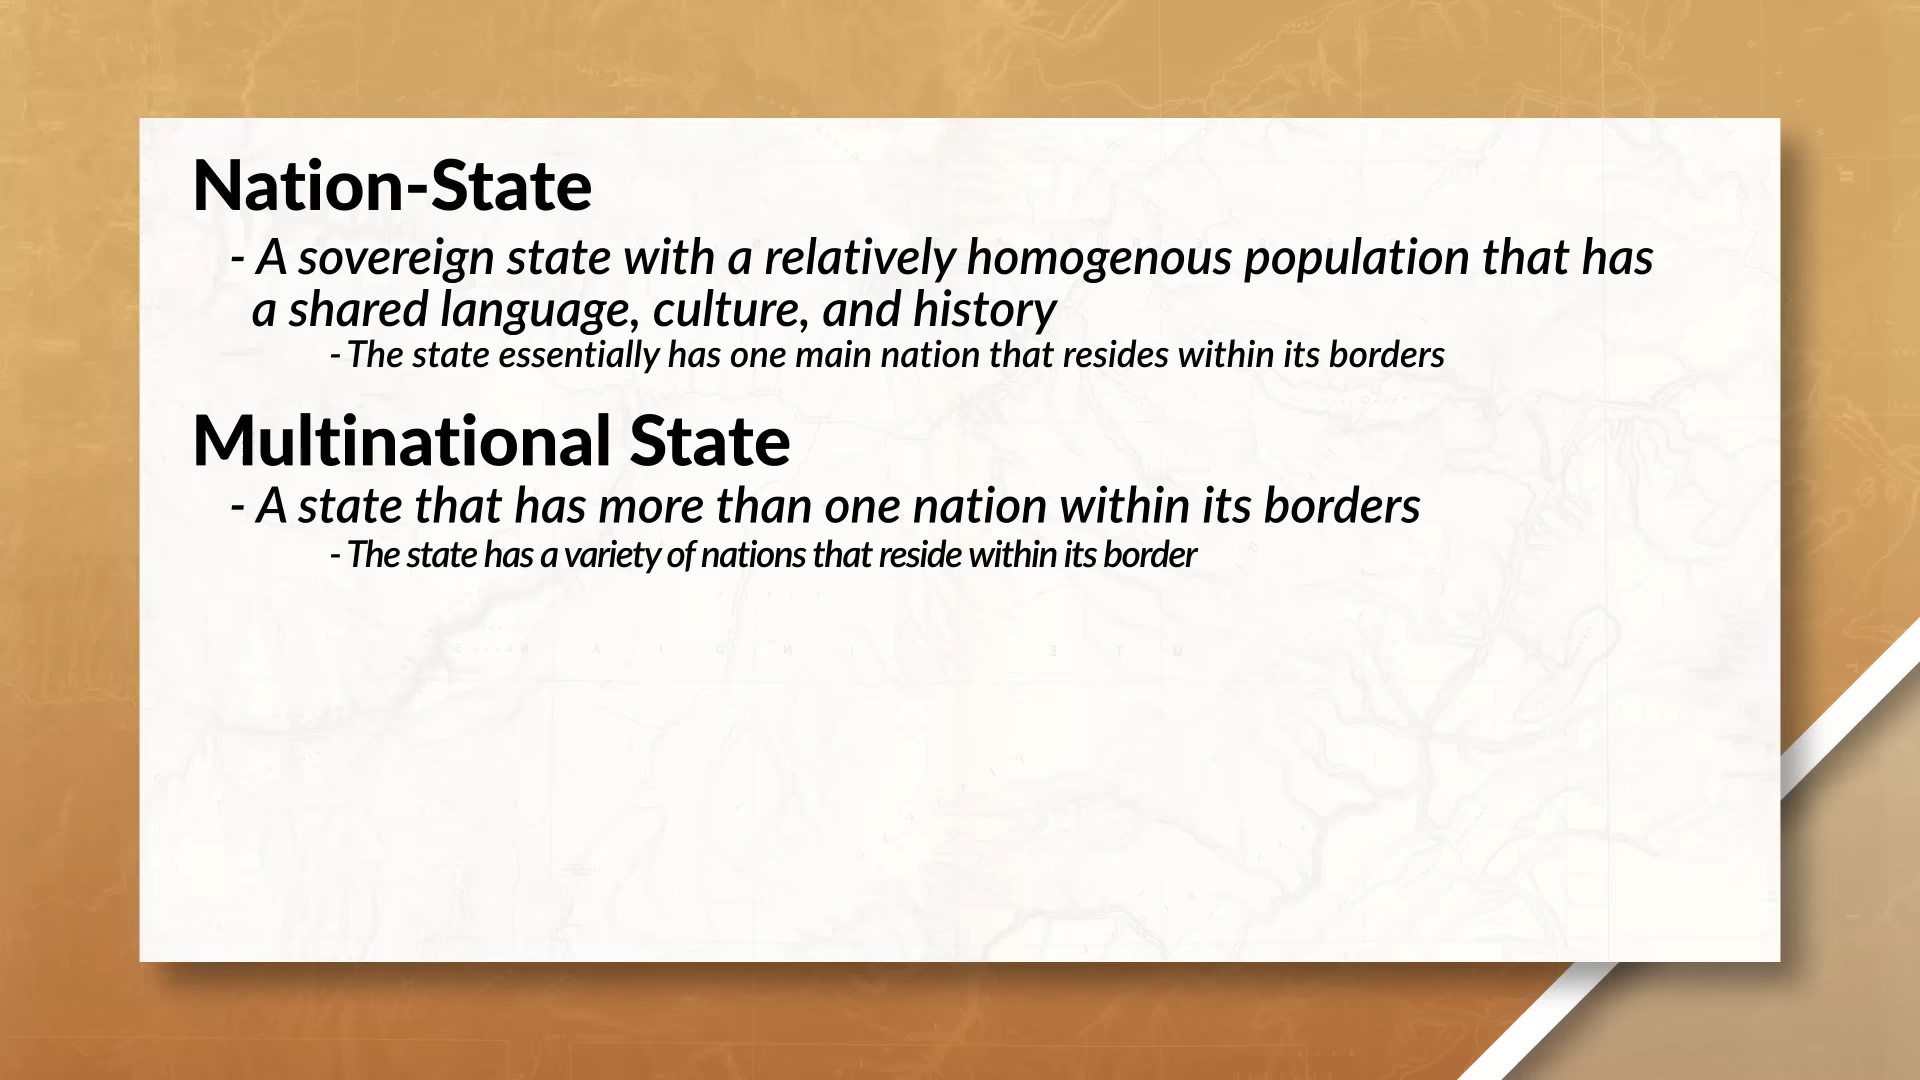 Nation-State
- A sovereign state with a relatively homogenous population that has
a shared language, culture, and history
- The state essentially has one main nation that resides within its borders
Multinational State
- A state that has more than one nation within its borders
- The state has a variety of nations that reside within its border